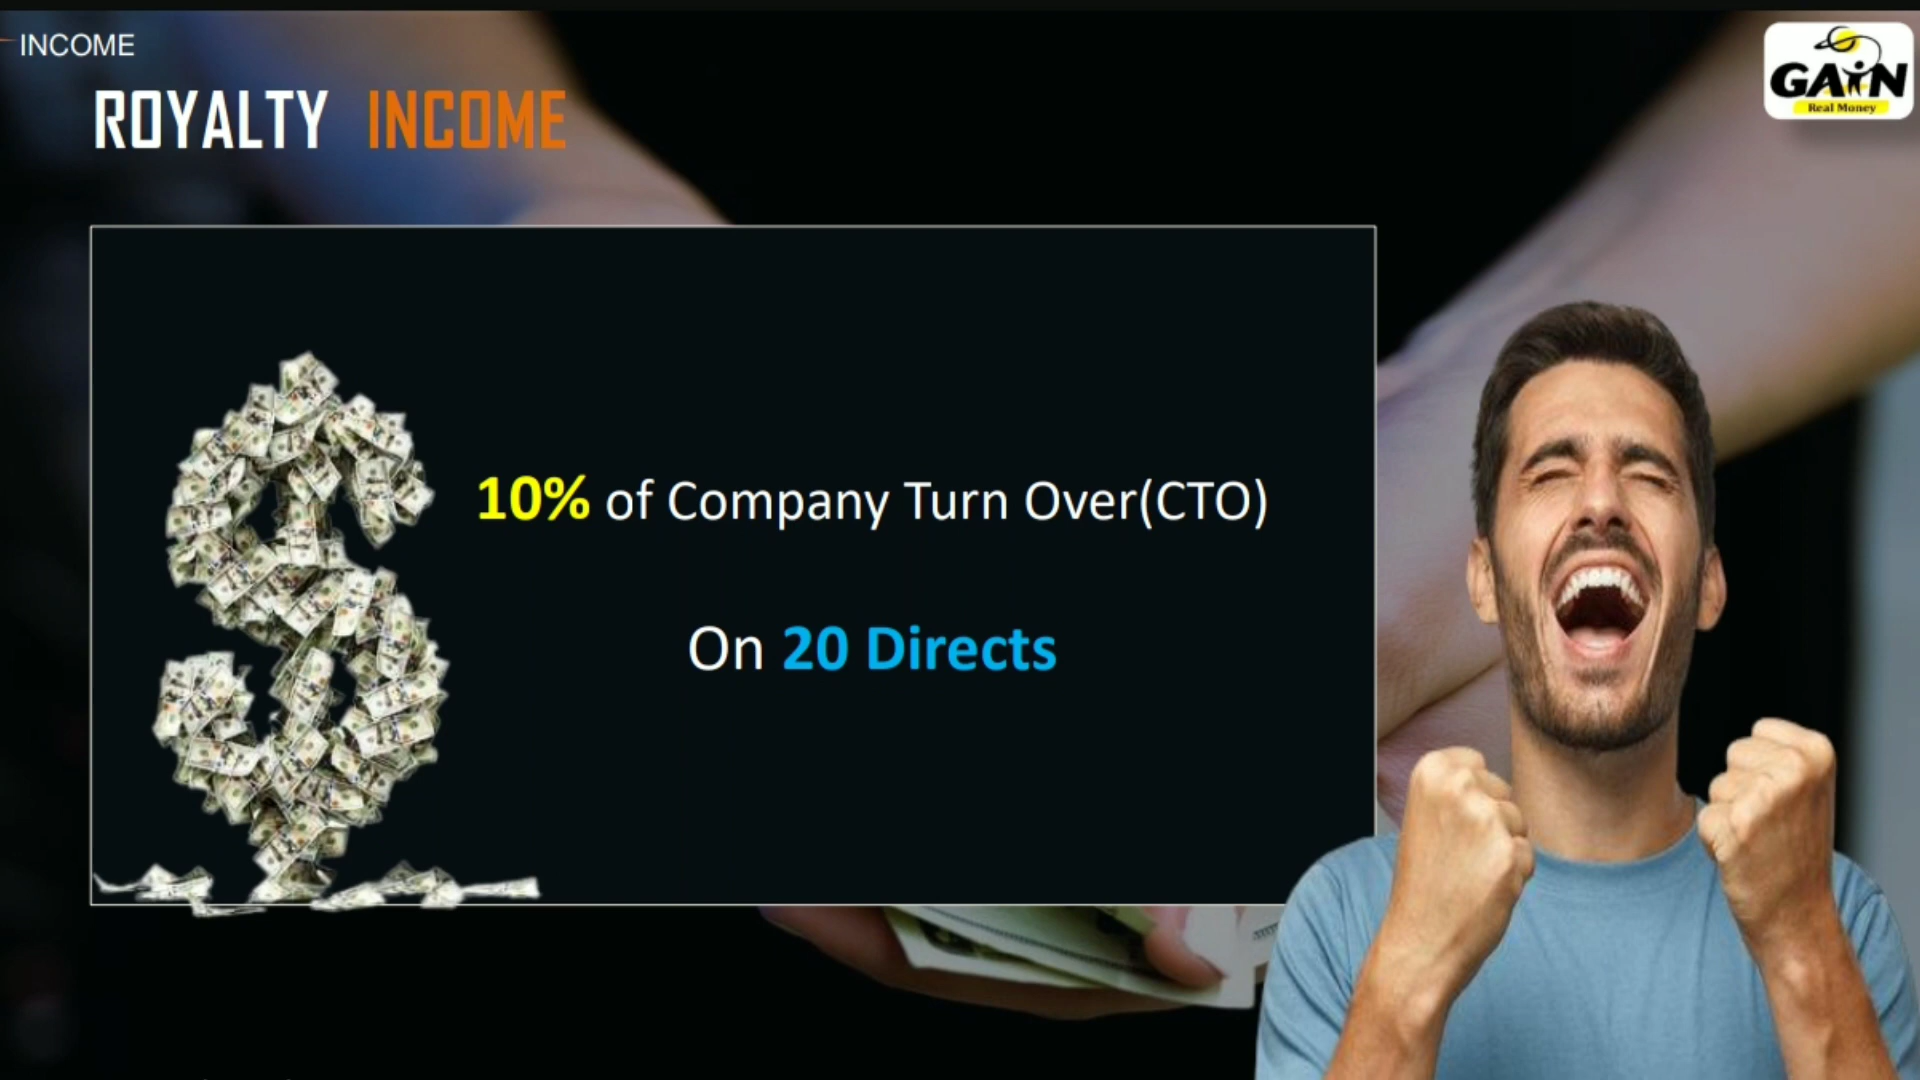 INCOME
ROYALTY INCOME
GAIN
Real Money
10% of Company Turn Over(CTO)
On 20 Directs